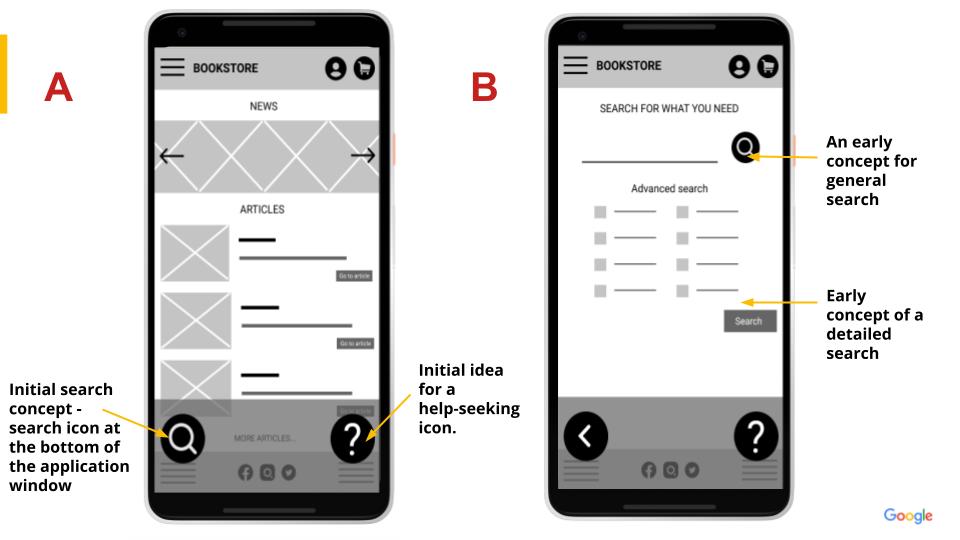 A
BOOKSTORE
NEWS
ARTICLES
Go to article
Go to article
Go to article
MORE ARTICLES...
?
Initial search
concept -
search icon at
the bottom of
the application
window
Initial idea
for a
help-seeking
icon.
B
BOOKSTORE
SEARCH FOR WHAT YOU NEED
Advanced search
Search
?
An early
concept for
general
search
Early
concept of a
detailed
search
Google